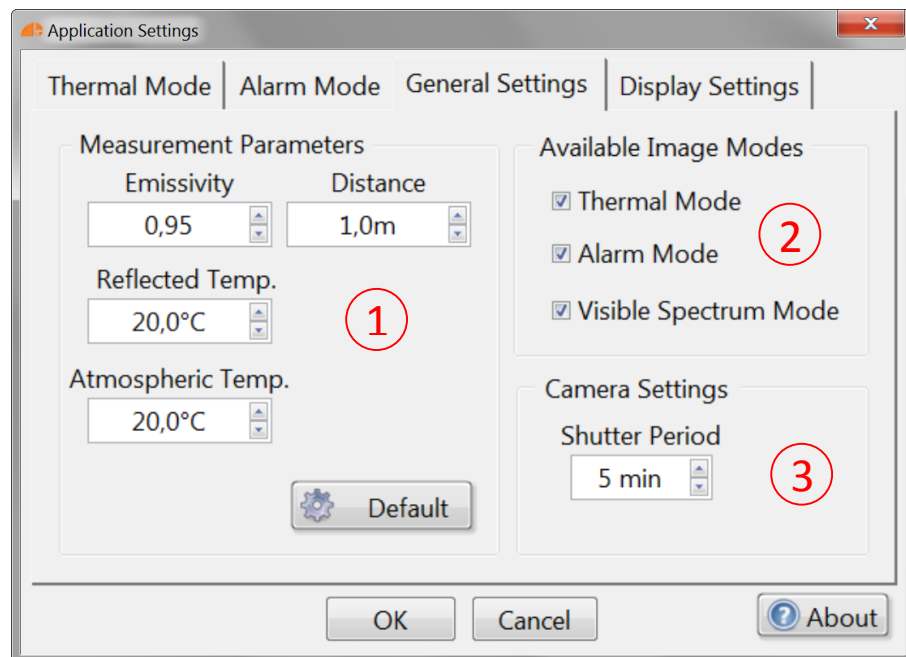 Application Settings
x
Thermal Mode
Alarm Mode
General Settings
Display Settings
Measurement Parameters
Emissivity
Distance
0,95
1,0m
Reflected Temp.
20,0°C
1
Atmospheric Temp.
20,0°C
Default
Available Image Modes
Thermal Mode
Alarm Mode
Visible Spectrum Mode
2
Camera Settings
Shutter Period
5 min
3
OK
Cancel
? About